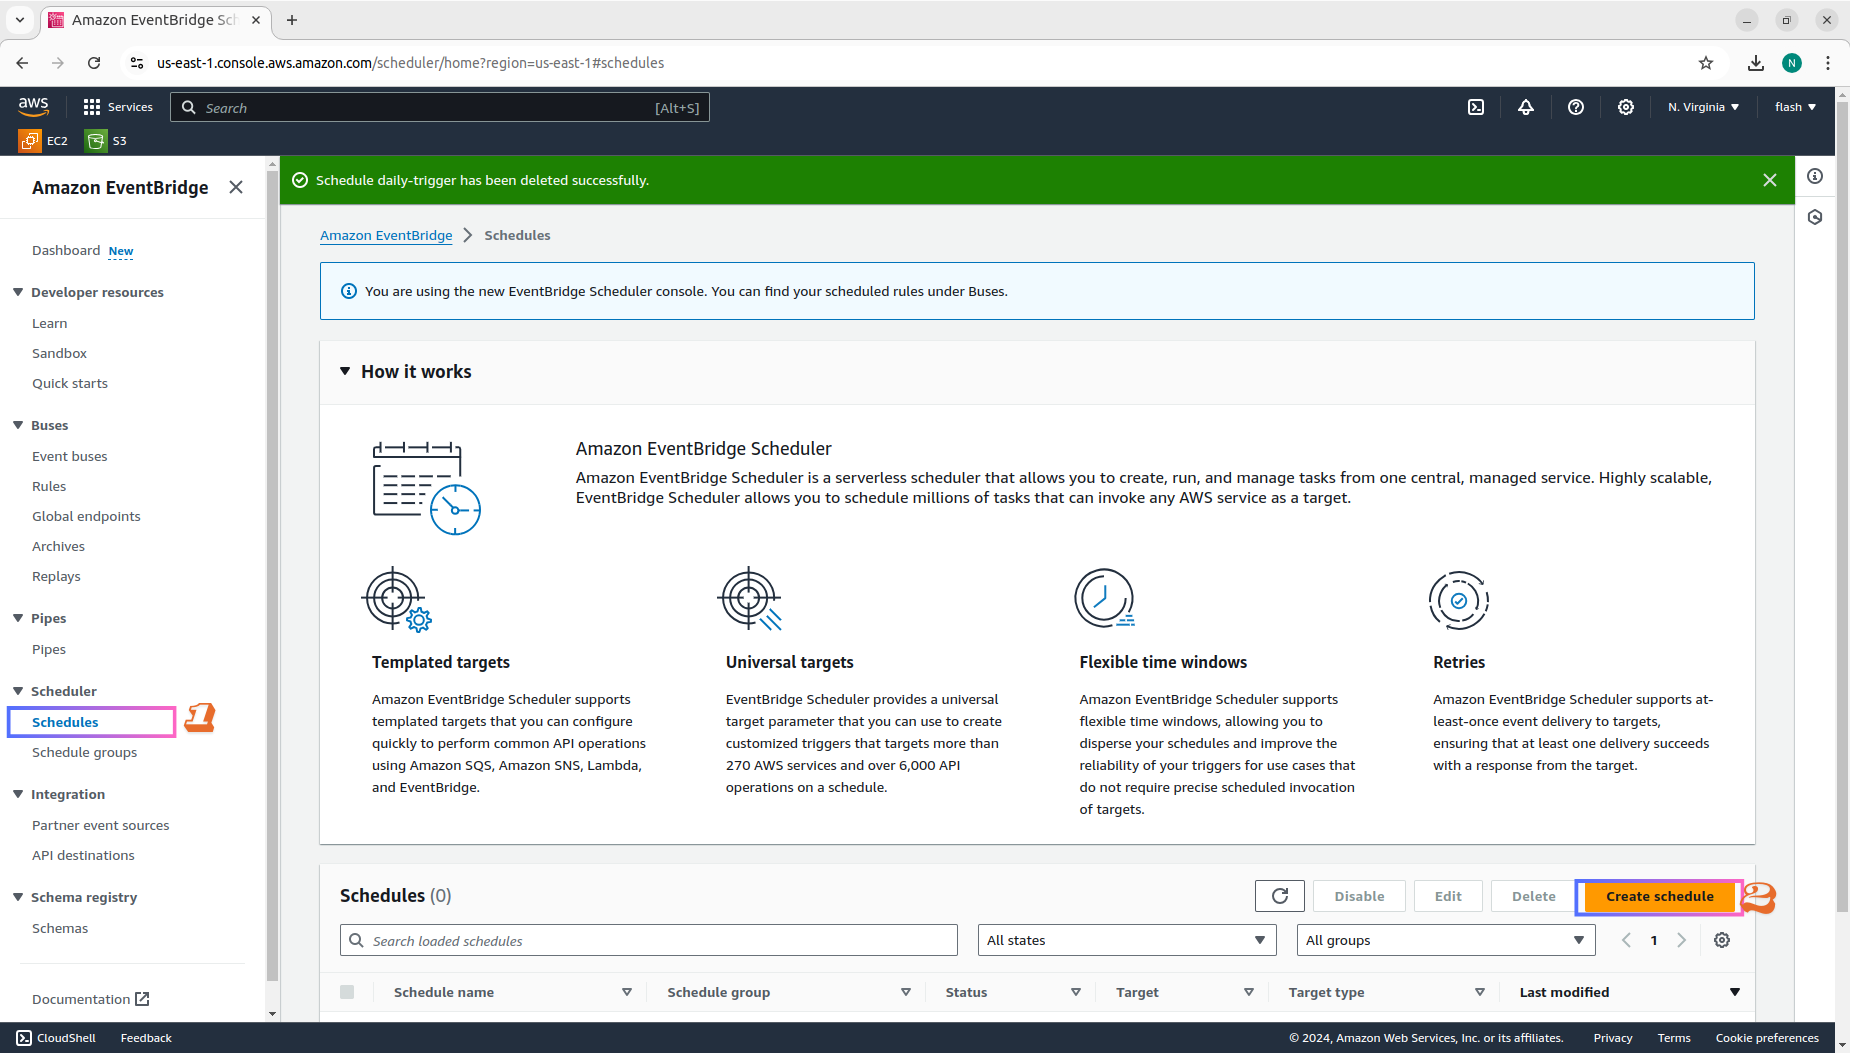 Amazon EventBridge Sch
us-east-1.console.aws.amazon.com/scheduler/home?region=us-east-1#schedules
N
aws
Services
Search
[Alt+S]
N. Virginia
flash
EC2
S3
Amazon EventBridge
Dashboard New
Developer resources
Learn
Sandbox
Quick starts
Buses
Event buses
Rules
Global endpoints
Archives
Replays
Pipes
Pipes
Scheduler
Schedules
1
Schedule groups
Integration
Partner event sources
API destinations
Schema registry
Schemas
Documentation
Schedule daily-trigger has been deleted successfully.
Amazon EventBridge
Schedules
You are using the new EventBridge Scheduler console. You can find your scheduled rules under Buses.
How it works
Amazon EventBridge Scheduler
Amazon EventBridge Scheduler is a serverless scheduler that allows you to create, run, and manage tasks from one central, managed service. Highly scalable,
EventBridge Scheduler allows you to schedule millions of tasks that can invoke any AWS service as a target.
Templated targets
Amazon EventBridge Scheduler supports
templated targets that you can configure
quickly to perform common API operations
using Amazon SQS, Amazon SNS, Lambda,
and EventBridge.
Universal targets
EventBridge Scheduler provides a universal
target parameter that you can use to create
customized triggers that targets more than
270 AWS services and over 6,000 API
operations on a schedule.
Flexible time windows
Amazon EventBridge Scheduler supports
flexible time windows, allowing you to
disperse your schedules and improve the
reliability of your triggers for use cases that
do not require precise scheduled invocation
of targets.
Retries
Amazon EventBridge Scheduler supports at-
least-once event delivery to targets,
ensuring that at least one delivery succeeds
with a response from the target.
Schedules (0)
Disable
Edit
Delete
Create schedule
2
Search loaded schedules
All states
All groups
1
Schedule name
Schedule group
Status
Target
Target type
Last modified
CloudShell
Feedback
© 2024, Amazon Web Services, Inc. or its affiliates.
Privacy
Terms
Cookie preferences